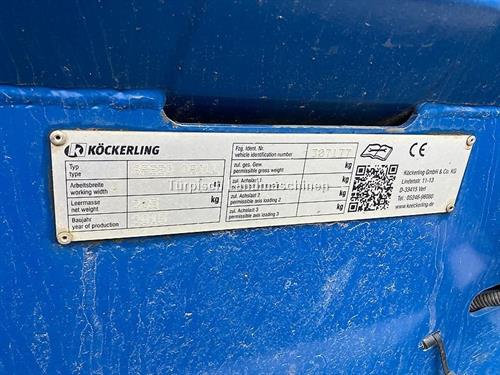 KÖCKERLING
Typ
type
Arbeitsbreite
working width
Leermasse
net weight
kg
Baujahr
year of production
Fzg. Ident. Nr.
vehicle identification number
307177
zul. ges. Gew.
permissible gross weight
kg
zul. Achslast 1
permissible axis loading 1
kg
zul. Achslast 2
permissible axis loading 2
kg
zul. Achslast 3
permissible axis loading 3
kg
CE
Köckerling GmbH & Co. KG
Lindenstr. 11-13
D-33415 Verl
www.koeckerling.de